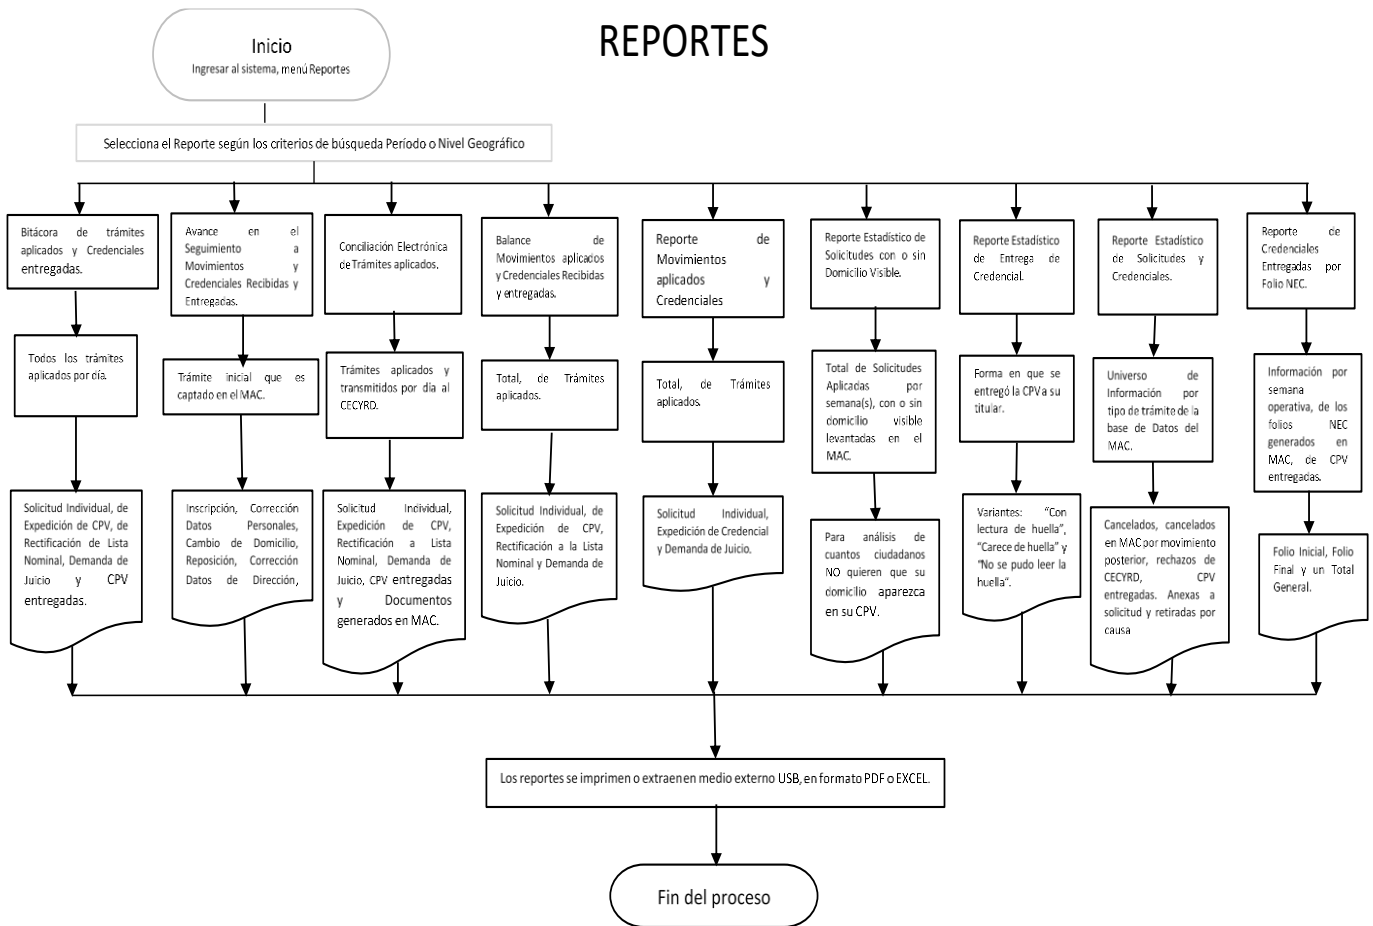 REPORTES
Inicio
Ingresar al sistema, menú Reportes
Selecciona el Reporte según los criterios de búsqueda Período o Nivel Geográfico
Bitácora de trámites
aplicados y Credenciales
entregadas.
Avance en el
Seguimiento a
Movimientos y
Credenciales Recibidas y
Entregadas.
Conciliación Electrónica
de Trámites aplicados.
Balance de
Movimientos aplicados
y Credenciales Recibidas
y entregadas.
Reporte de
Movimientos
aplicados y
Credenciales
Reporte Estadístico de
Solicitudes con o sin
Domicilio Visible.
Reporte Estadístico
de Entrega de
Credencial.
Reporte Estadístico
de Solicitudes y
Credenciales.
Reporte de
Credenciales
Entregadas por
Folio NEC.
Todos los trámites
aplicados por día.
Trámite inicial que es
captado en el MAC.
Trámites aplicados y
transmitidos por día al
CECYRD.
Total, de Trámites
aplicados.
Total, de Trámites
aplicados.
Total de Solicitudes
Aplicadas por
semana(s), con o sin
domicilio visible
levantadas en el
MAC.
Forma en que se
entregó la CPV a su
titular.
Universo de
Información por
tipo de trámite de la
base de Datos del
MAC.
Información por
semana
operativa, de los
folios NEC
generados en
MAC, de CPV
entregadas.
Solicitud Individual, de
Expedición de CPV, de
Rectificación de Lista
Nominal, Demanda de
Juicio y CPV
entregadas.
Inscripción, Corrección
Datos Personales,
Cambio de Domicilio,
Reposición, Corrección
Datos de Dirección,
Solicitud Individual,
Expedición de CPV,
Rectificación a Lista
Nominal, Demanda de
Juicio, CPV entregadas
y Documentos
generados en MAC.
Solicitud Individual, de
Expedición de CPV,
Rectificación a la Lista
Nominal y Demanda de
Juicio.
Solicitud Individual,
Expedición de Credencial
y Demanda de Juicio.
Para análisis de
cuantos ciudadanos
NO quieren que su
domicilio aparezca
en su CPV.
Variantes: "Con
lectura de huella",
"Carece de huella" y
"No se pudo leer la
huella".
Cancelados, cancelados
en MAC por movimiento
posterior, rechazos de
CECYRD, CPV
entregadas. Anexas a
solicitud y retiradas por
causa
Folio Inicial, Folio
Final y un Total
General.
Los reportes se imprimen o extraen en medio externo USB, en formato PDF o EXCEL.
Fin del proceso